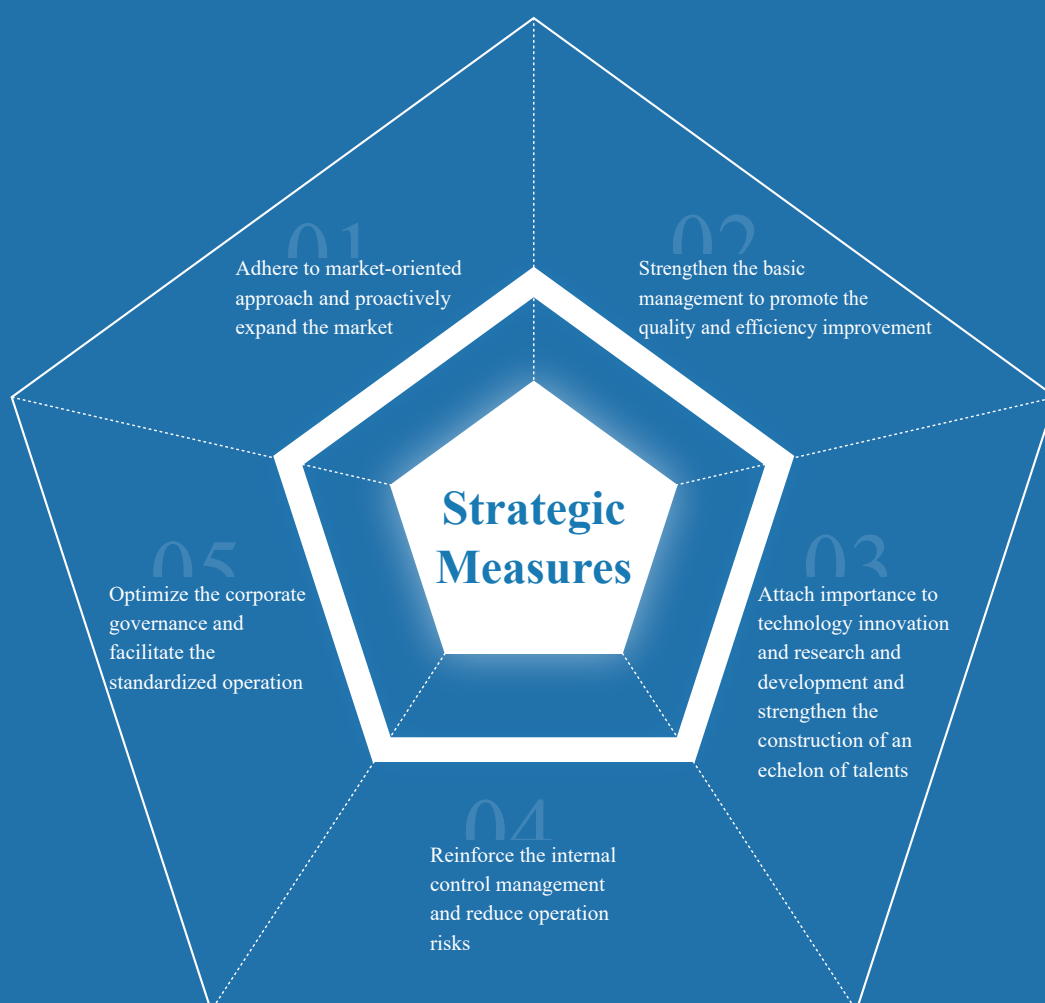 01
Adhere to market-oriented
approach and proactively
expand the market
02
Strengthen the basic
management to promote the
quality and efficiency improvement
Strategic
Measures
03
Attach importance to
technology innovation
and research and
development and
strengthen the
construction of an
echelon of talents
04
Reinforce the internal
control management
and reduce operation
risks
05
Optimize the corporate
governance and
facilitate the
standardized operation